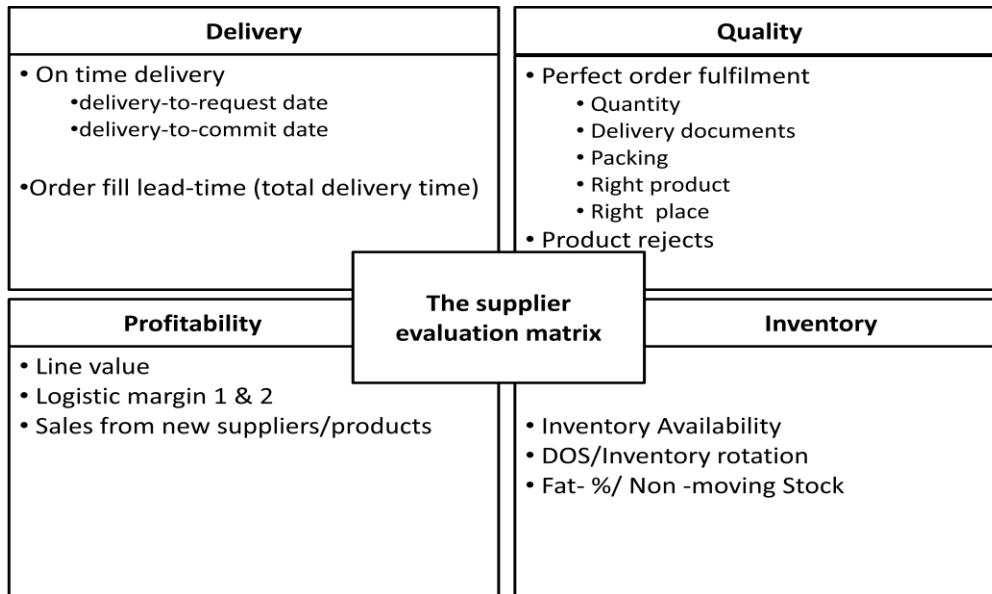 Delivery
• On time delivery
•delivery-to-request date
•delivery-to-commit date
•Order fill lead-time (total delivery time)
Quality
• Perfect order fulfilment
• Quantity
• Delivery documents
• Packing
• Right product
• Right  place
• Product rejects
The supplier
evaluation matrix
Profitability
• Line value
• Logistic margin 1 & 2
• Sales from new suppliers/products
Inventory
• Inventory Availability
• DOS/Inventory rotation
• Fat- %/ Non -moving Stock